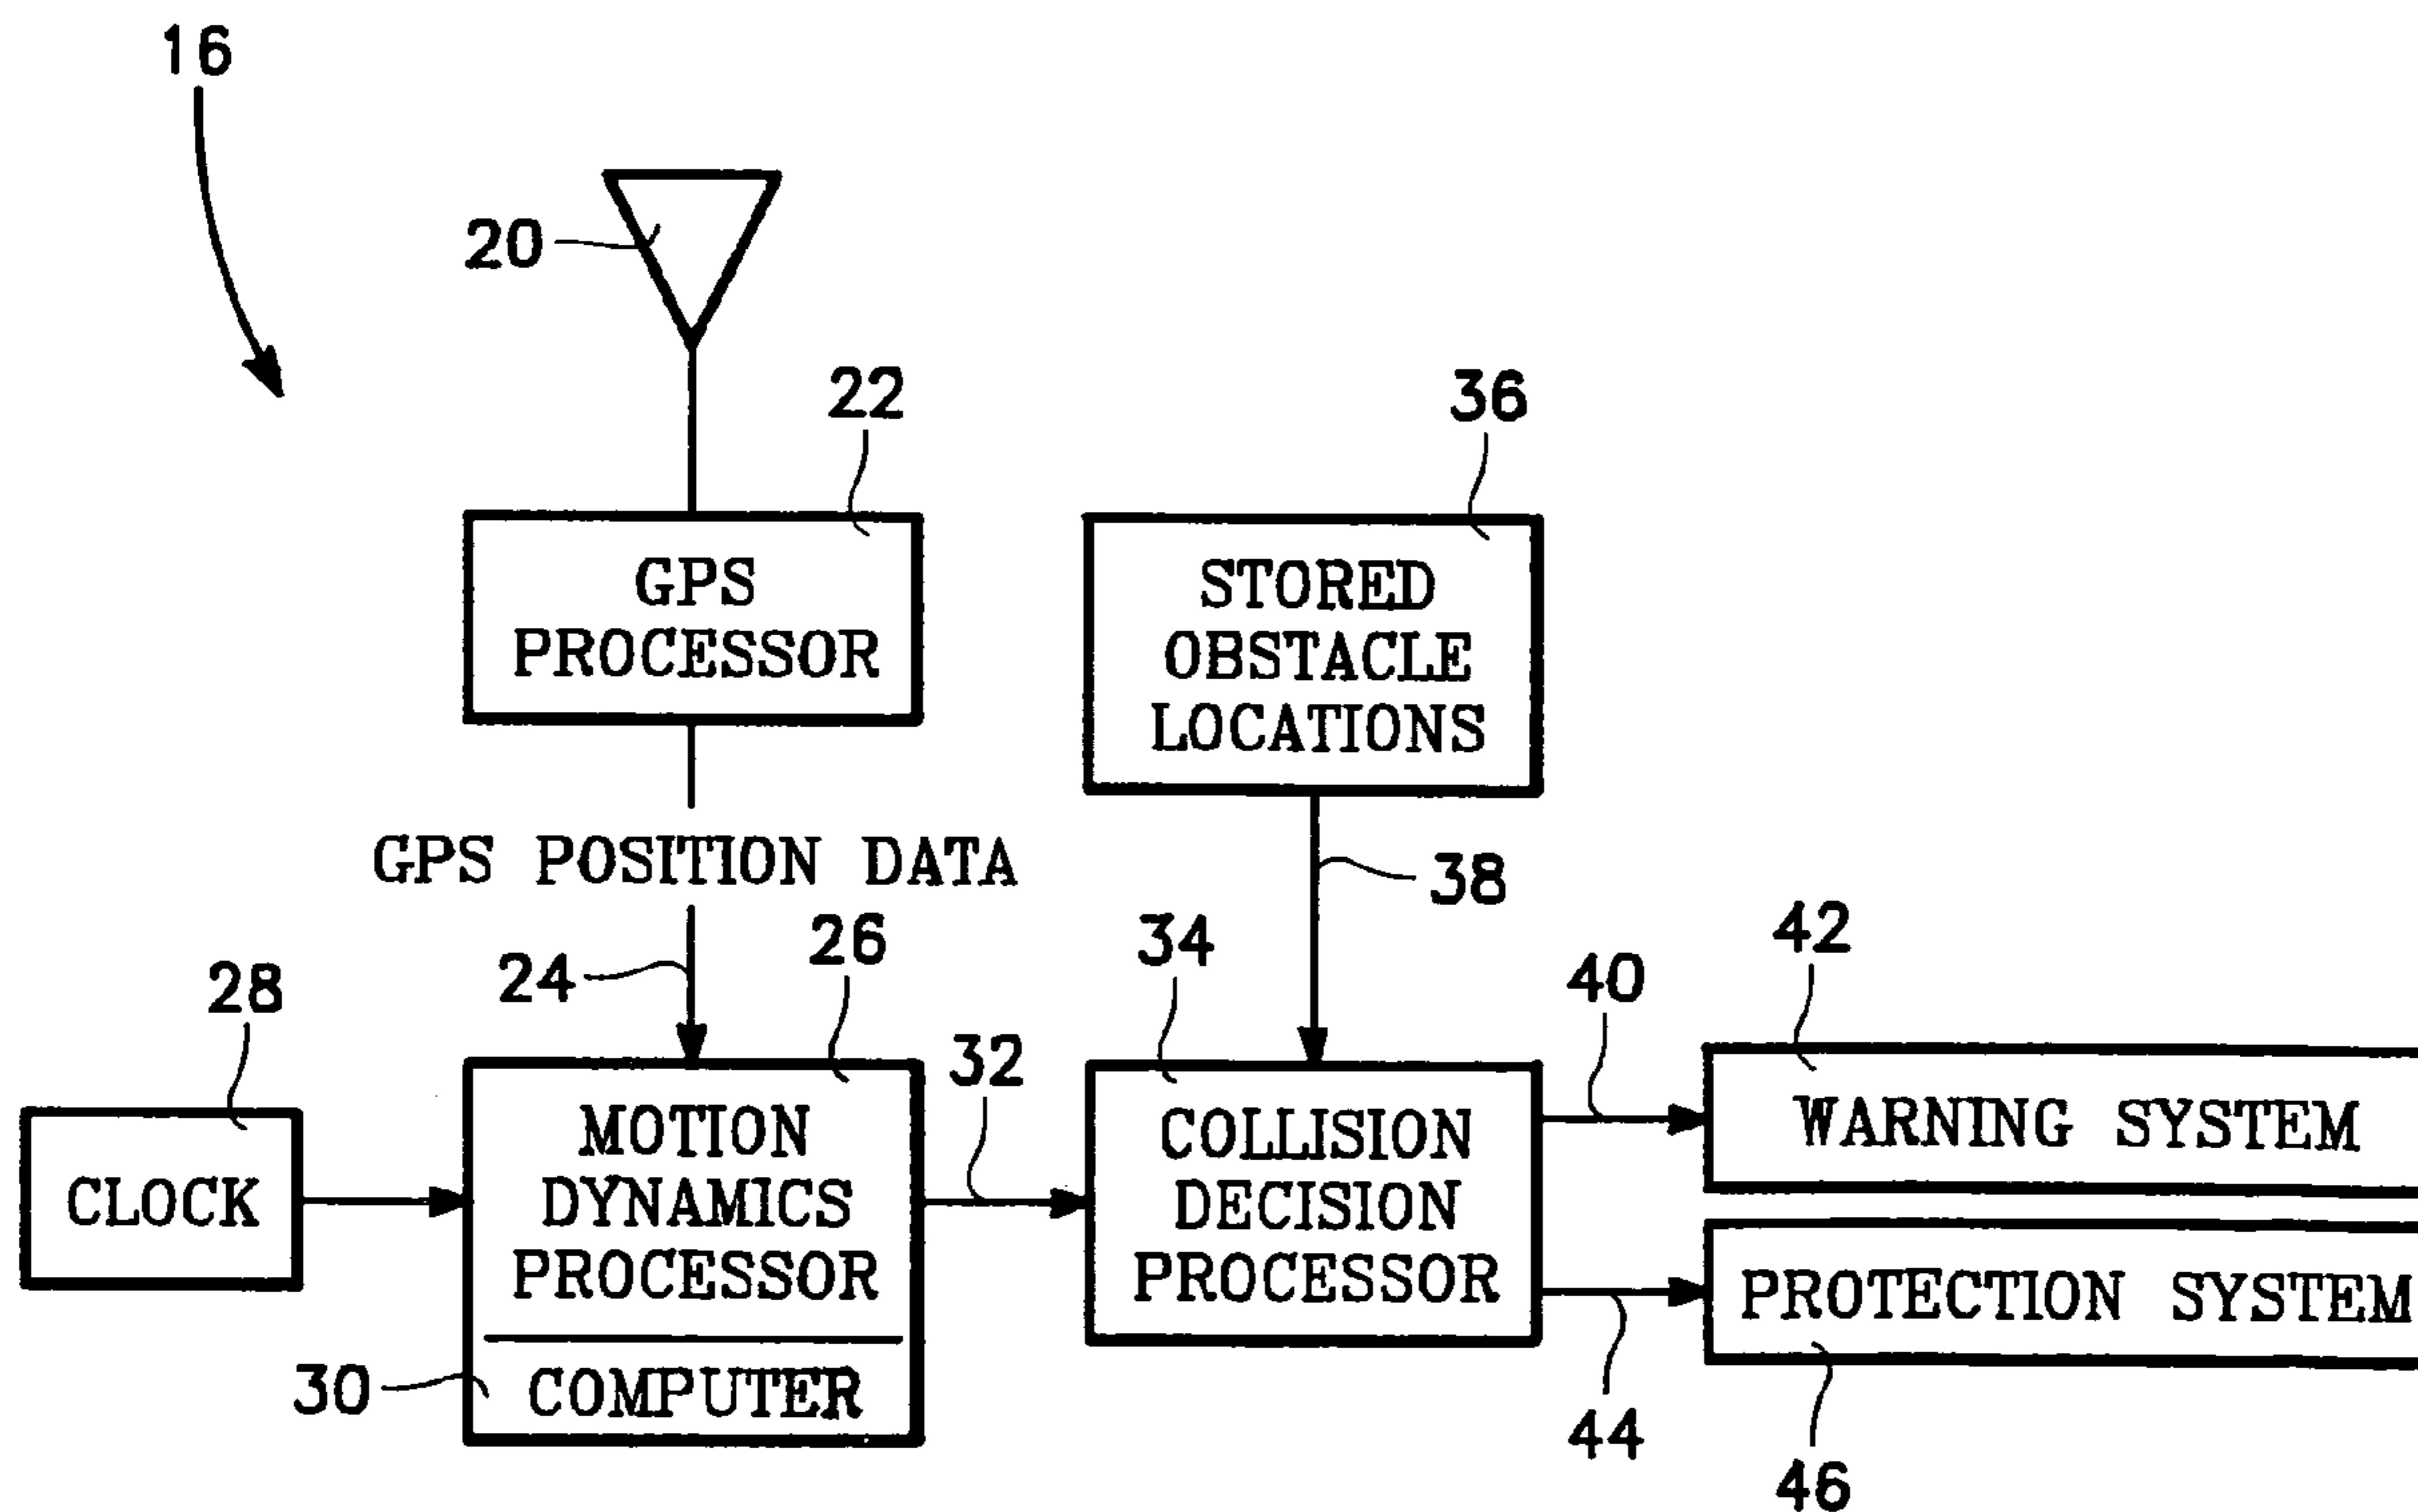 16
20
22
36
GPS
PROCESSOR
STORED
OBSTACLE
LOCATIONS
GPS POSITION DATA
38
24
26
34
28
32
40
42
CLOCK
MOTION
DYNAMICS
PROCESSOR
COMPUTER
30
COLLISION
DECISION
PROCESSOR
WARNING SYSTEM
PROTECTION SYSTEM
44
46